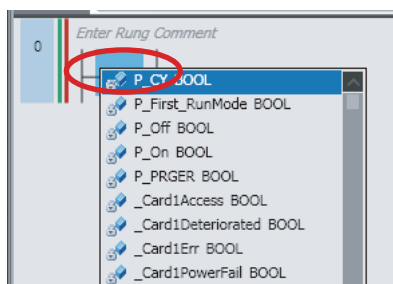 Enter Rung Comment
0
P_CY BOOL
P_First_RunMode BOOL
P_Off BOOL
P_On BOOL
P_PRGER BOOL
_Card1Access BOOL
_Card1Deteriorated BOOL
_Card1Err BOOL
_Card1PowerFail BOOL